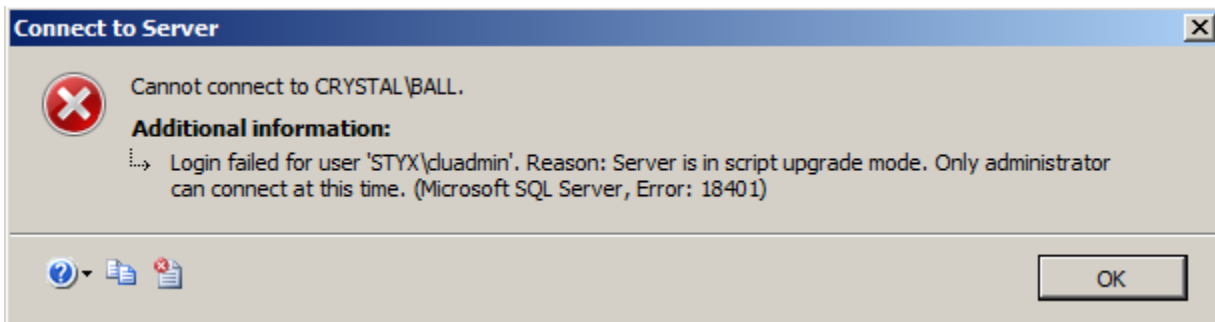 Connect to Server
Cannot connect to CRYSTAL\BALL.
Additional information:
Login failed for user 'STYX\cluadmin'. Reason: Server is in script upgrade mode. Only administrator
can connect at this time. (Microsoft SQL Server, Error: 18401)
OK